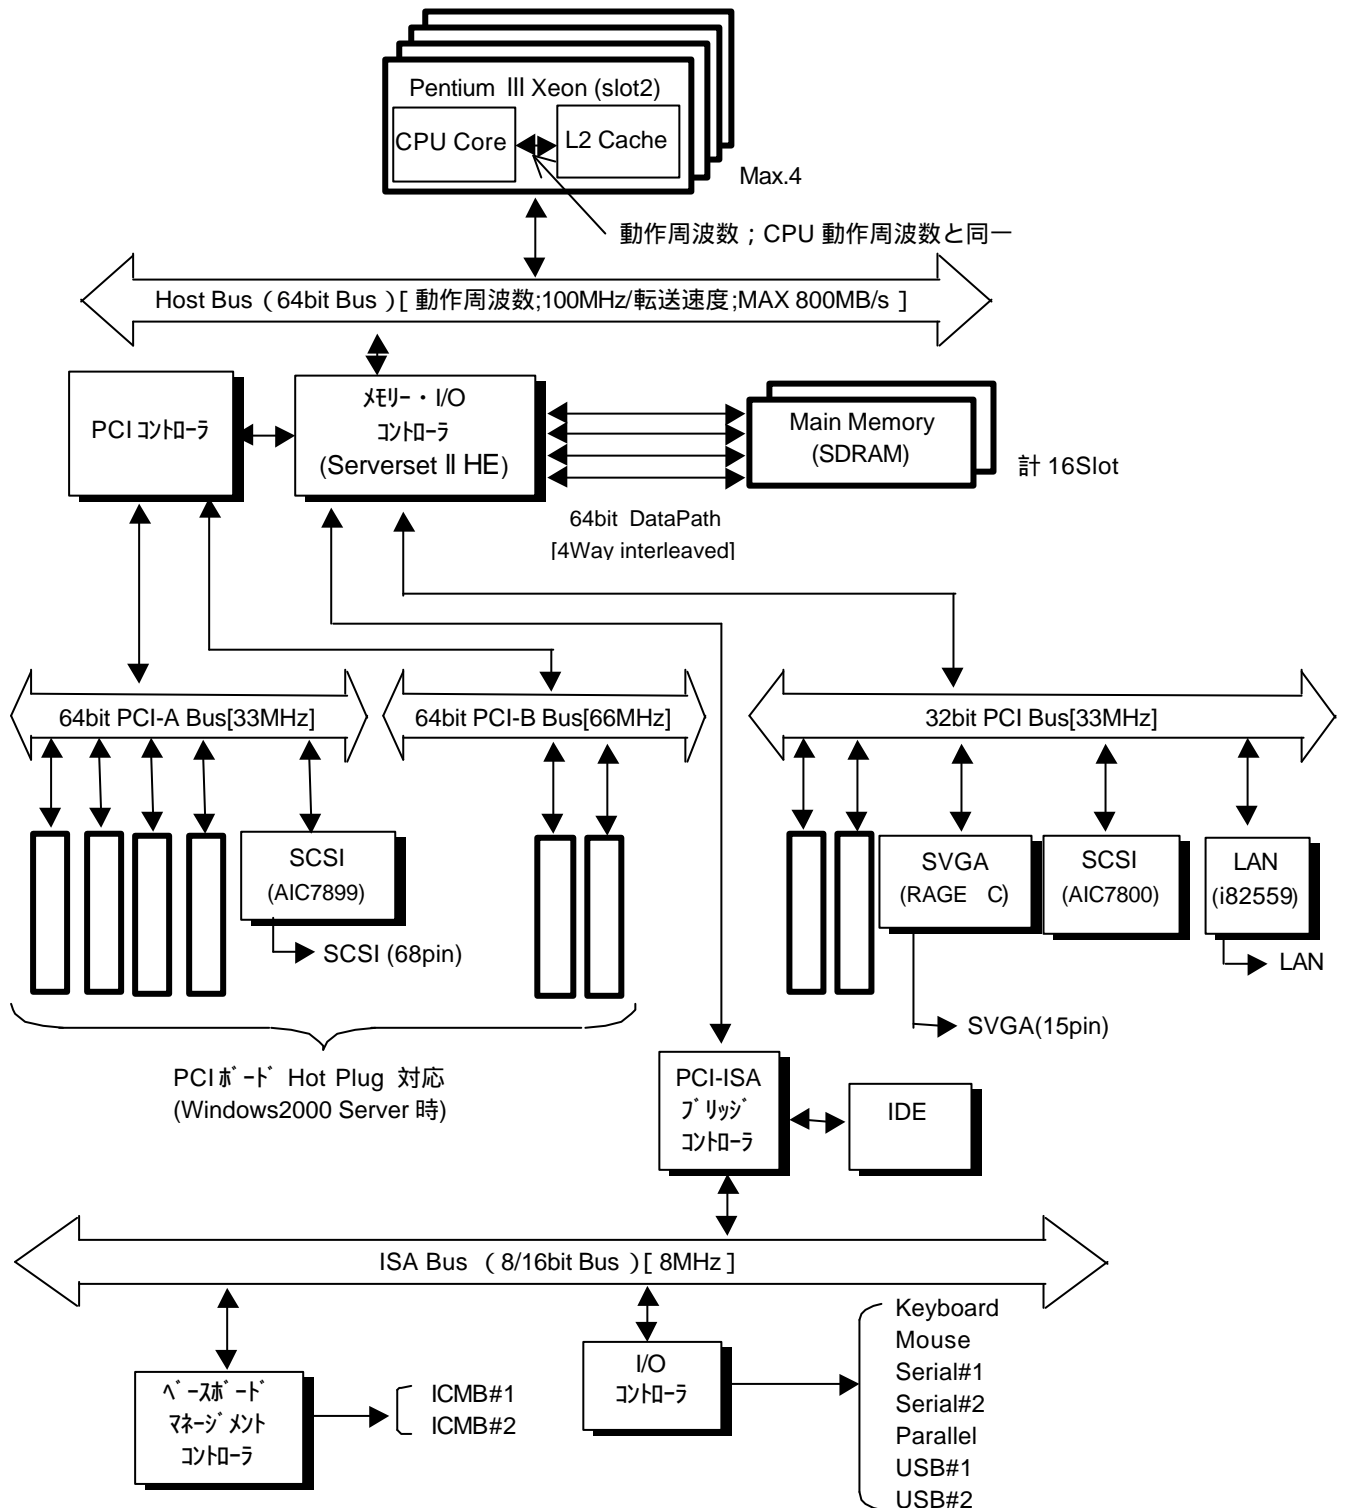 Pentium Ⅲ Xeon (slot2)
CPU Core
L2 Cache
Max.4
動作周波数；CPU 動作周波数と同一
Host Bus（64bit Bus）[ 動作周波数;100MHz/転送速度;MAX 800MB/s ]
PCI ｺﾝﾄﾛｰﾗ
ﾒﾓﾘｰ・I/O
ｺﾝﾄﾛｰﾗ
(Serverset Ⅱ HE)
Main Memory
(SDRAM)
計 16Slot
64bit DataPath
[4Way interleaved]
64bit PCI-A Bus[33MHz]
64bit PCI-B Bus[66MHz]
32bit PCI Bus[33MHz]
SCSI
(AIC7899)
SCSI (68pin)
SVGA
(RAGE C)
SCSI
(AIC7800)
LAN
(i82559)
LAN
SVGA(15pin)
PCIﾎﾞｰﾄﾞ Hot Plug 対応
(Windows2000 Server 時)
PCI-ISA
ﾌﾞﾘｯｼﾞ
ｺﾝﾄﾛｰﾗ
IDE
ISA Bus （8/16bit Bus）[ 8MHz ]
ﾍﾞｰｽﾎﾞｰﾄﾞ
ﾏﾈｰｼﾞﾒﾝﾄ
ｺﾝﾄﾛｰﾗ
ICMB#1
ICMB#2
I/O
ｺﾝﾄﾛｰﾗ
Keyboard
Mouse
Serial#1
Serial#2
Parallel
USB#1
USB#2